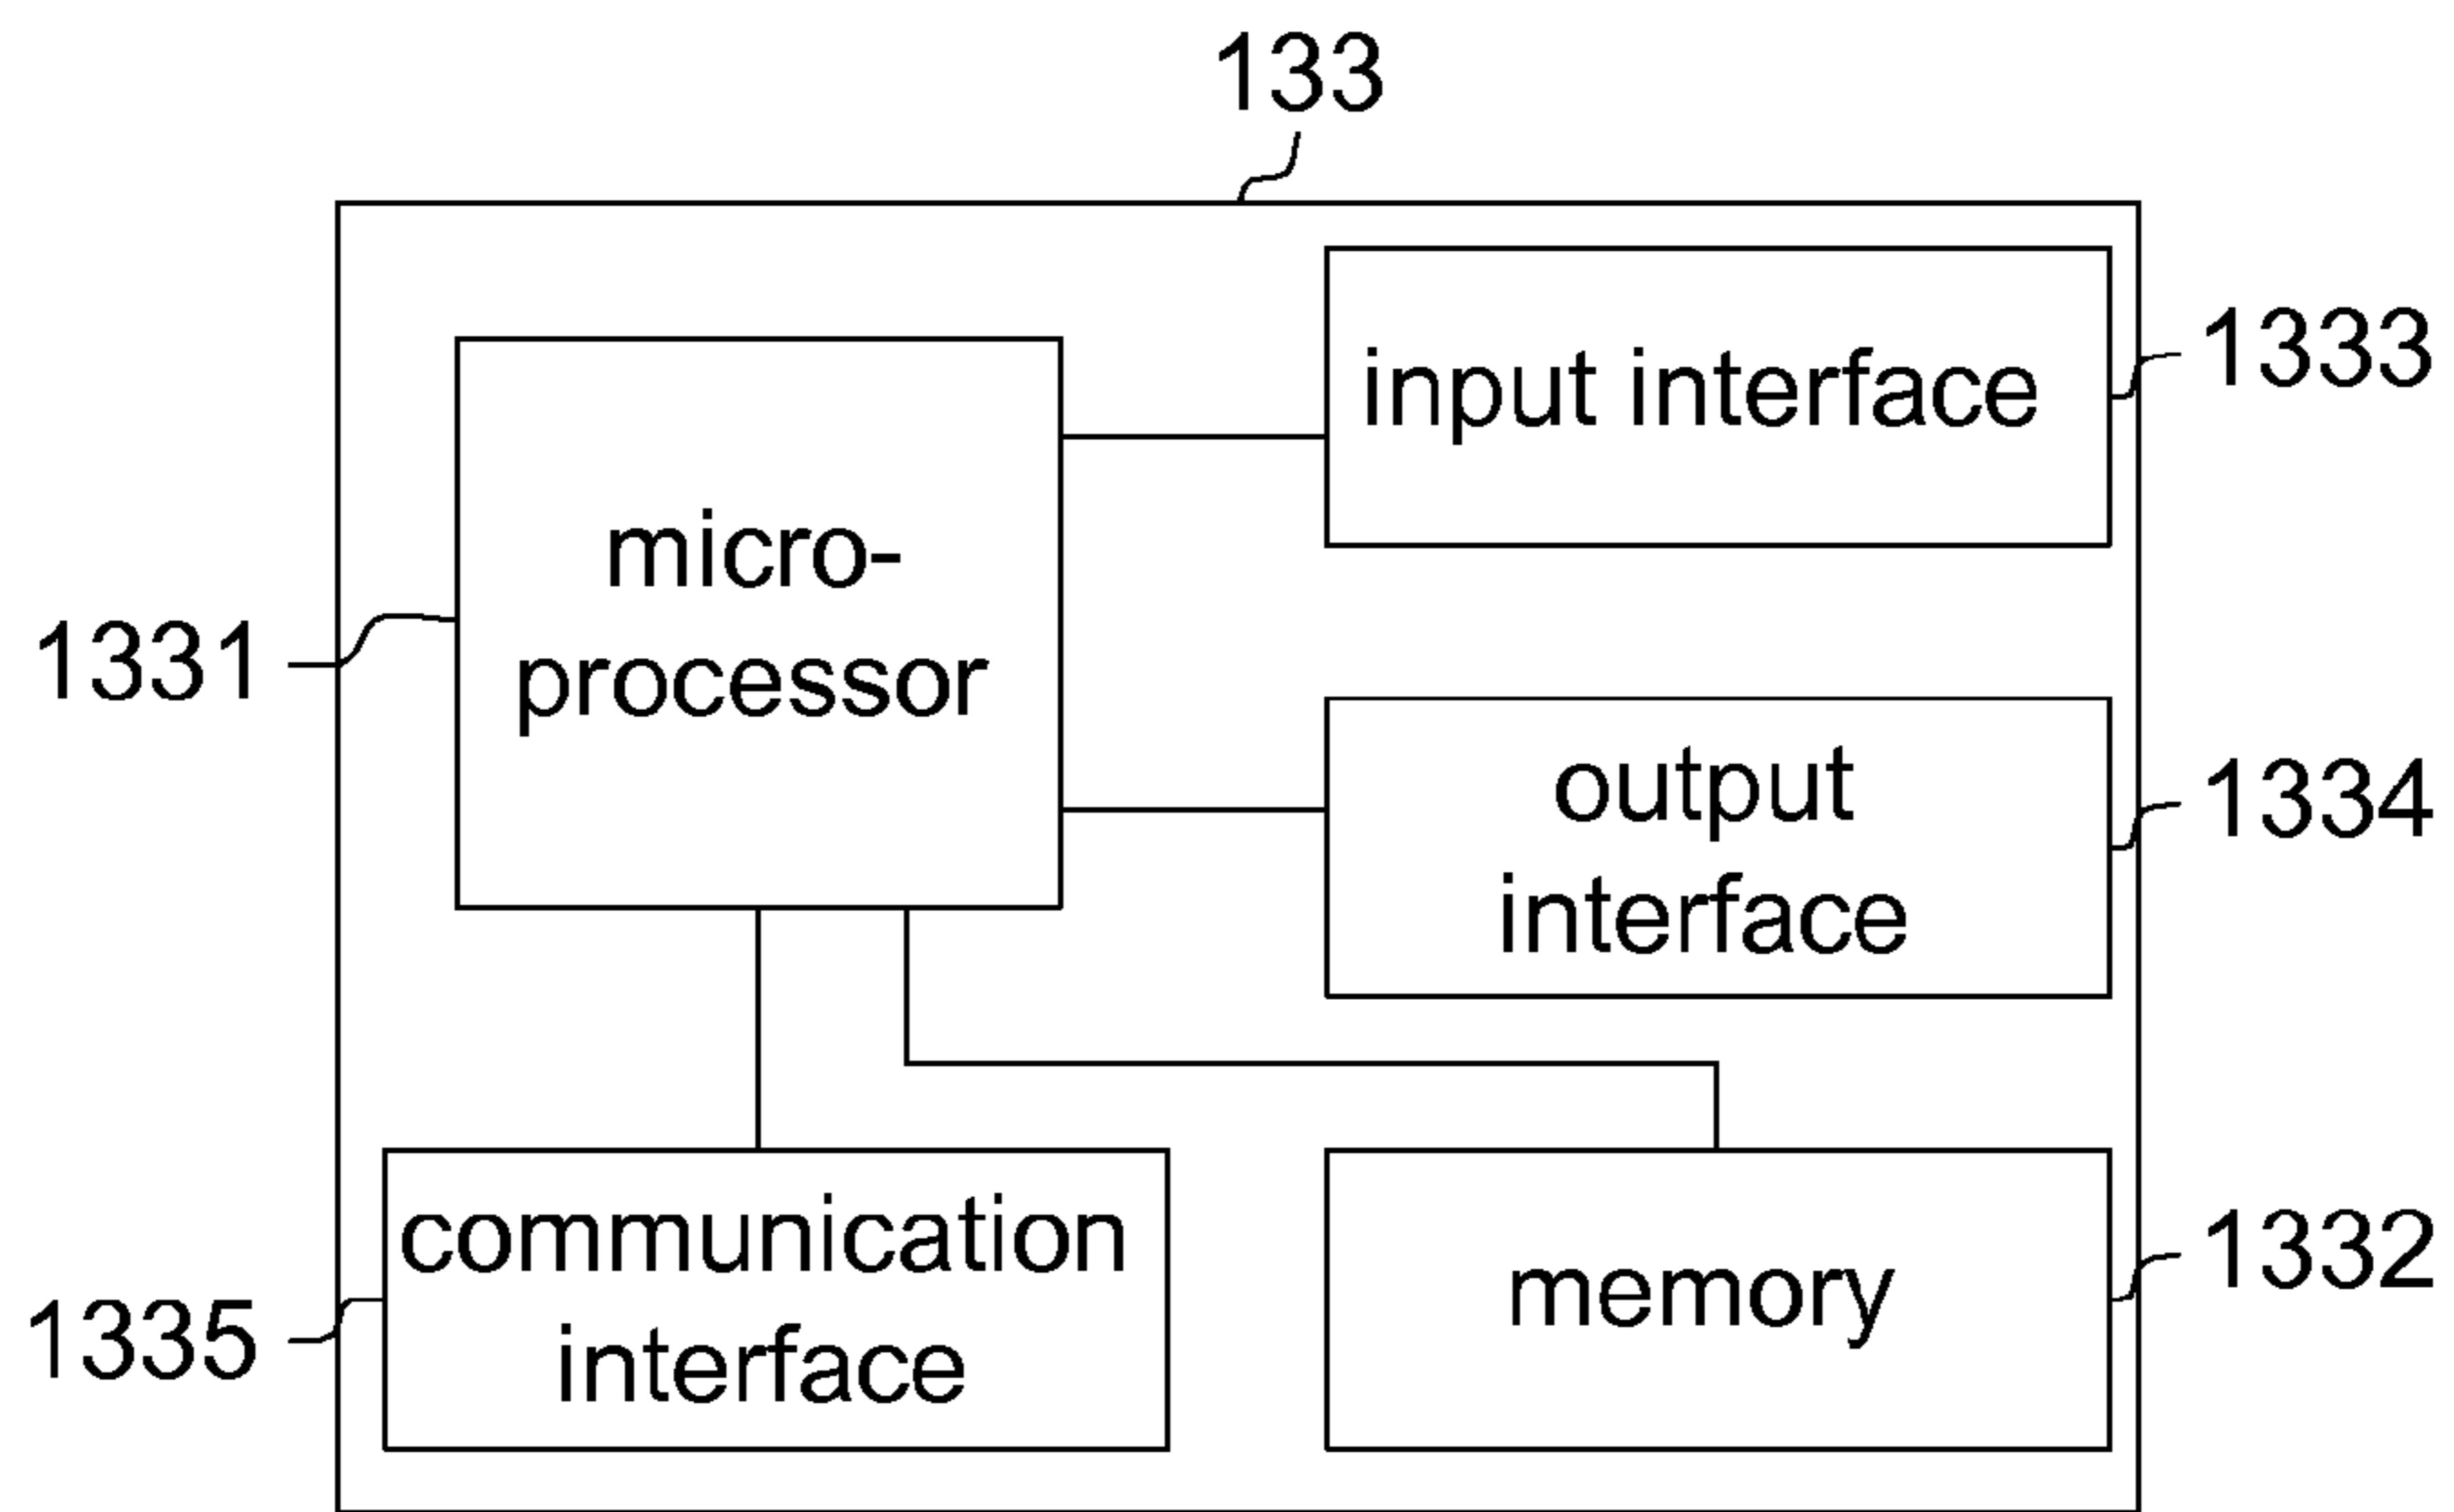 133
input interface
1333
micro-
processor
1331
output
interface
1334
communication
interface
1335
memory
1332